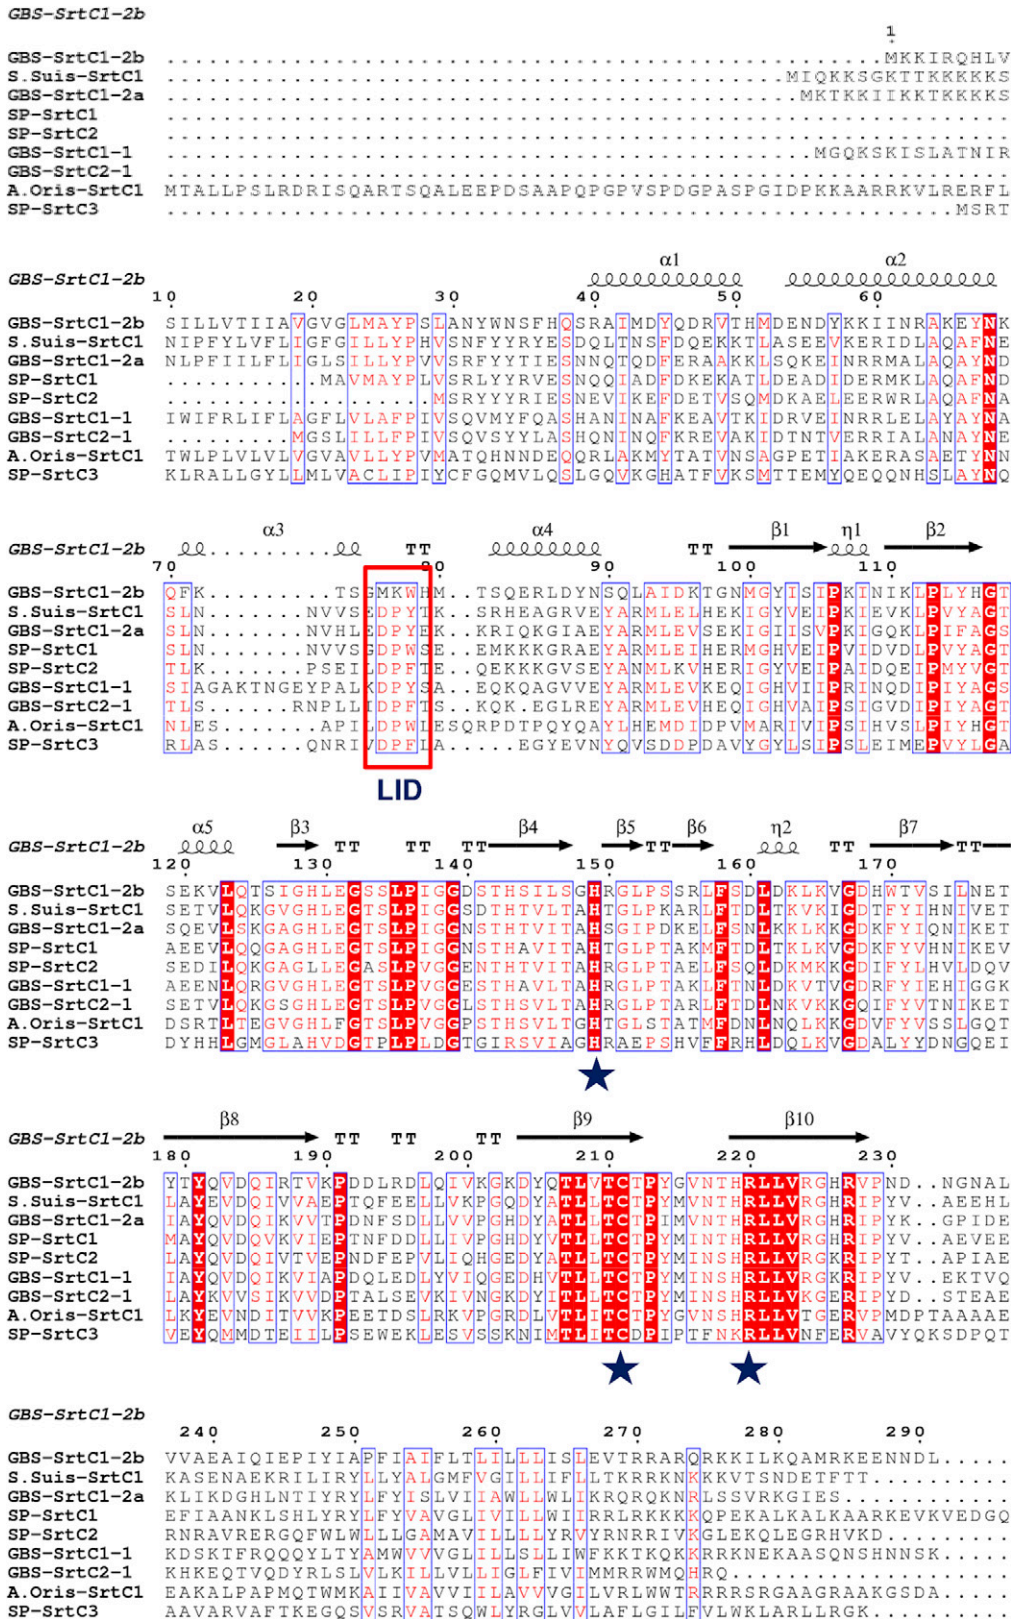 GBS-SrtC1-2b
1
GBS-SrtC1-2b ..................................................MKKIRQHLV
S.Suis-SrtC1 ............................................MIQKKSGKTTKKKKS
GBS-SrtC1-2a .............................................MKTKKIIKKTKKKKS
SP-SrtC1 ...........................................................
SP-SrtC2 ...........................................................
GBS-SrtC1-1 ..............................................MGQKSKISLATNIR
GBS-SrtC2-1 ...........................................................
A.Oris-SrtC1 MTALLPSLRDRISQARTSQALEEPDSAAPQPGPVSPDGPASPGIDPKKAARRKVLRERFL
SP-SrtC3 ........................................................MSRT
GBS-SrtC1-2b α1 α2
10 20 30 40 50 60
GBS-SrtC1-2b SILLVTIIAVGVGLMAYPSLANYWNSFHQSRAIMDYQDRVTHMDENDYKKIINRAKEYNK
S.Suis-SrtC1 NIPFYLVFLIGFGILLYPHVSNFYYRYESDQLTNSFDQEKKTLASEEVKERIDLAQAFNE
GBS-SrtC1-2a NLPFIILFLIGLSILLYPVVSRFYYTIESNNQTQDFERAAKKLSQKEINRRMALAQAYND
SP-SrtC1 ...........MAVMAYPLVSRLYYRVESNQQIADFDKEKATLDEADIDERMKLAQAFND
SP-SrtC2 ...................MSRYYYRIESNEVIKEFDETVSQMDKAELEERWRLAQAFNA
GBS-SrtC1-1 IWIFRLIFLAGFLVLAFPIVSQVMYFQASHANINAFKEAVTKIDRVEINRRLELAYAYNA
GBS-SrtC2-1 .........MGSLILLFPIVSQVSYYLASHQNINQFKREVAKIDTNTVERRIALANAYNE
A.Oris-SrtC1 TWLPLVLVLVGVAVLLYPVMATQHNNDEQQRLAKMYTATVNSAGPETIAKERASAETYNN
SP-SrtC3 KLRALLGYLLMLVACLIPIYCFGQMVLQSLGQVKGHATFVKSMTTEMYQEQQNHSLAYNQ
GBS-SrtC1-2b α3 TT α4 TT β1 η1 β2
70 80 90 100 110
GBS-SrtC1-2b QFK.........TSGMKWHM..TSQERLDYNSQLAIDKTGNMGYISIPKINIKLPLYHGT
S.Suis-SrtC1 SLN.......NVVSEDPYTK..SRHEAGRVEYARMLEIHEKIGYVEIPKIGQKLPIYAGT
GBS-SrtC1-2a SLN.......NVHLEDPYEK..KRIQKGIAEYARMLEVSEKIGIISVPKIGQKLPIFAGS
SP-SrtC1 SLN.......NVVSGDPWSE..EMKKKGRAEYARMLEIHERMGHVEIPVIDVDLPVYAGT
SP-SrtC2 TLK.......PSEILDPFTE..QEKKKGVSEYANMLKVHERIGYVEIPAIDQEIPMYVGT
GBS-SrtC1-1 SIAGAKTNGEYPALKDPYSA..EQKQAGVVEYARMLEVKEQIGHVIIPRINQDIPIYAGS
GBS-SrtC2-1 TLS.......RNPLLIDPFTS..KQK.EGLREYARMLEVHEQIGHVAIPSIGVDIPIYAGT
A.Oris-SrtC1 NLES.......APILDPWLESQRPDTPQYQAYLHEMDIDPVMARIVIPSIHVSLPIYHGT
SP-SrtC3 RLAS......QNRIVDPFLA.....EGYEVNYQVSDDPDAVYGYLSIPSLEIMEPVYLGA
LID
GBS-SrtC1-2b α5 β3 TT TT TT β4 β5 TT β6 η2 TT β7 TT
120 130 140 150 160 170
GBS-SrtC1-2b SEKVLQTSIGHLEGSSLPIGGDSTHSILSGHRGLPSSRLFSDLDKLKVGDHWTVSILNET
S.Suis-SrtC1 SETVLQKGVGHLEGTSLPIGGSDTHTVLTAHTGLPKARLFTDLTKVKIGDTFYIHNIVET
GBS-SrtC1-2a SQEVLSKGAGHLEGTSLPIGGNSTHTVITAHSGIPDKELFSNLKKLKKGDKFYIQNIKET
SP-SrtC1 AEEVLQQGAGHLEGTSLPIGGNSTHAVITAHTGLPTAKMFTDLTKLKVGDKFYVHNIKEV
SP-SrtC2 SEDILQKGAGLLEGASLPVGGENTHTVITAHRGLPTAELFSQLDKMKKGDIFYLHVLDQV
GBS-SrtC1-1 AEENLQRGVGHLEGTSLPVGGESTHAVLTAHRGLPTAKLFTNLDKVTVGDRFYIEHIGGK
GBS-SrtC2-1 SETVLQKGSGHLEGTSLPVGGLSTHSVLTAHRGLPTARLFTDLNKVKKGQIFYVTNIKET
A.Oris-SrtC1 DSRTLTEGVGHLFGTSLPVGGPSTHSVLTGHTGLSTATMFDNLNQLKKGDVFYVSSLGQT
SP-SrtC3 DYHHLGMGLAHVDGTPLPLDGTGIRSVIAGHRAEPSHVFFRHLDQLKVGDALYYDNGQEI
GBS-SrtC1-2b β8 TT TT TT β9 β10
180 190 200 210 220 230
GBS-SrtC1-2b YTYQVDQIRTVKPDDLRDLQIVKGKDYQTLVTCTPYGVNTHRLLVRGHRVPND..NGNAL
S.Suis-SrtC1 LAYEVDQIVVAEPTQFEELLVKPGQDYATLLTCTPYMINSHRLLVRGHRIPYV..AEEHL
GBS-SrtC1-2a IAYQVDQIKVVTPDNFSDLLVVPGHDYATLLTCTPIMVNTHRLLVRGHRIPYK..GPIDE
SP-SrtC1 MAYQVDQVKVIEPTNFDDLLIVPGHDYVTLLTCTPYMINTHRLLVRGHRIPYV..AEVEE
SP-SrtC2 LAYQVDQIVTVEPNDFEPVLIQHGEDYATLLTCTPYMINSHRLLVRGKRIPYT..APIAE
GBS-SrtC1-1 IAYQVDQIKVIAPDQLEDLYVIQGEDHVTLLTCTPYMINSHRLLVRGKRIPYV..EKTVQ
GBS-SrtC2-1 LAYKVVSIKVVDPTALSEVKIVNGKDYITLLTCTPYMINSHRLLVKGERIPYD..STEAE
A.Oris-SrtC1 LKYEVNDITVVKPEETDSLRKVPGRDLVTLITCTPYGVNSHRLLVTGERVPMDPTAAAAE
SP-SrtC3 VEYQMMDTEIILPSEWEKLESVSSKNIMTLITCDPIPTFNKRLLVNFERVAVYQKSDPQT
GBS-SrtC1-2b
240 250 260 270 280 290
GBS-SrtC1-2b VVAEAIQIEPIYIAPFIAIFLTLILLLISLEVTRRARQRKKILKQAMRKEENNDL.....
S.Suis-SrtC1 KASENAEKRILIRYLLYALGMFVGILLLIFLLTKRRKNKKKVTSNDETFTT.........
GBS-SrtC1-2a KLIKDGHLNTIYRYLFYISLVIIAWLLWLIKRQRQKNRLSSVRKGIES............
SP-SrtC1 EFIAANKLSHLYRYLFYVAVGLIVILLWIIRRLRKKKKQPEKALKALKAARKEVKVEDGQ
SP-SrtC2 RNRAVRERGQFWLWLLLGAMAVILLLLYRVYRNRRIVKGLEKQLEGRHVKD.........
GBS-SrtC1-1 KDSKTFRQQQYLTYAMWVVVGLILLSLLIWFKKTKQKKRRKNEKAASQNSHNNSK.....
GBS-SrtC2-1 KHKEQTVQDYRLSLVLKILLVLLIGLFIVIMMRRWMQHRQ....................
A.Oris-SrtC1 EAKALPAPMQTWMKAIIVAVVIILAVVVGILVRLWWTRRRRSRGAAGRAAKGSDA.....
SP-SrtC3 AAVARVAFTKEGQSVSRVATSQWLYRGLVVLAFLGILFVLWKLARLLRGK..........